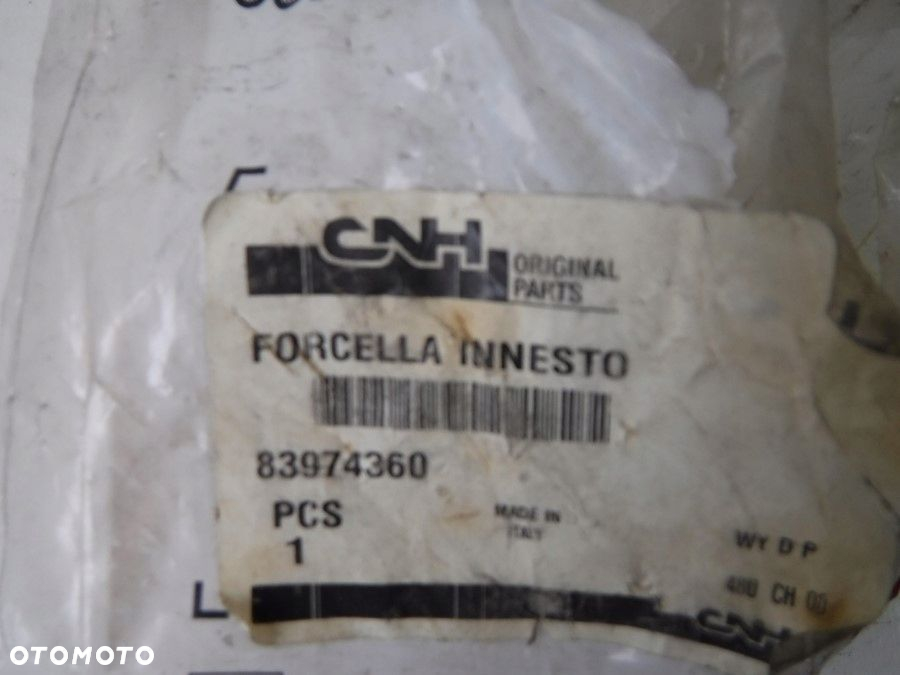 CNH
ORIGINAL
PARTS
FORCELLA INNESTO
83974360
PCS
1
MADE IN
ITALY
WY D P
CH
CNH
OTOMOTO